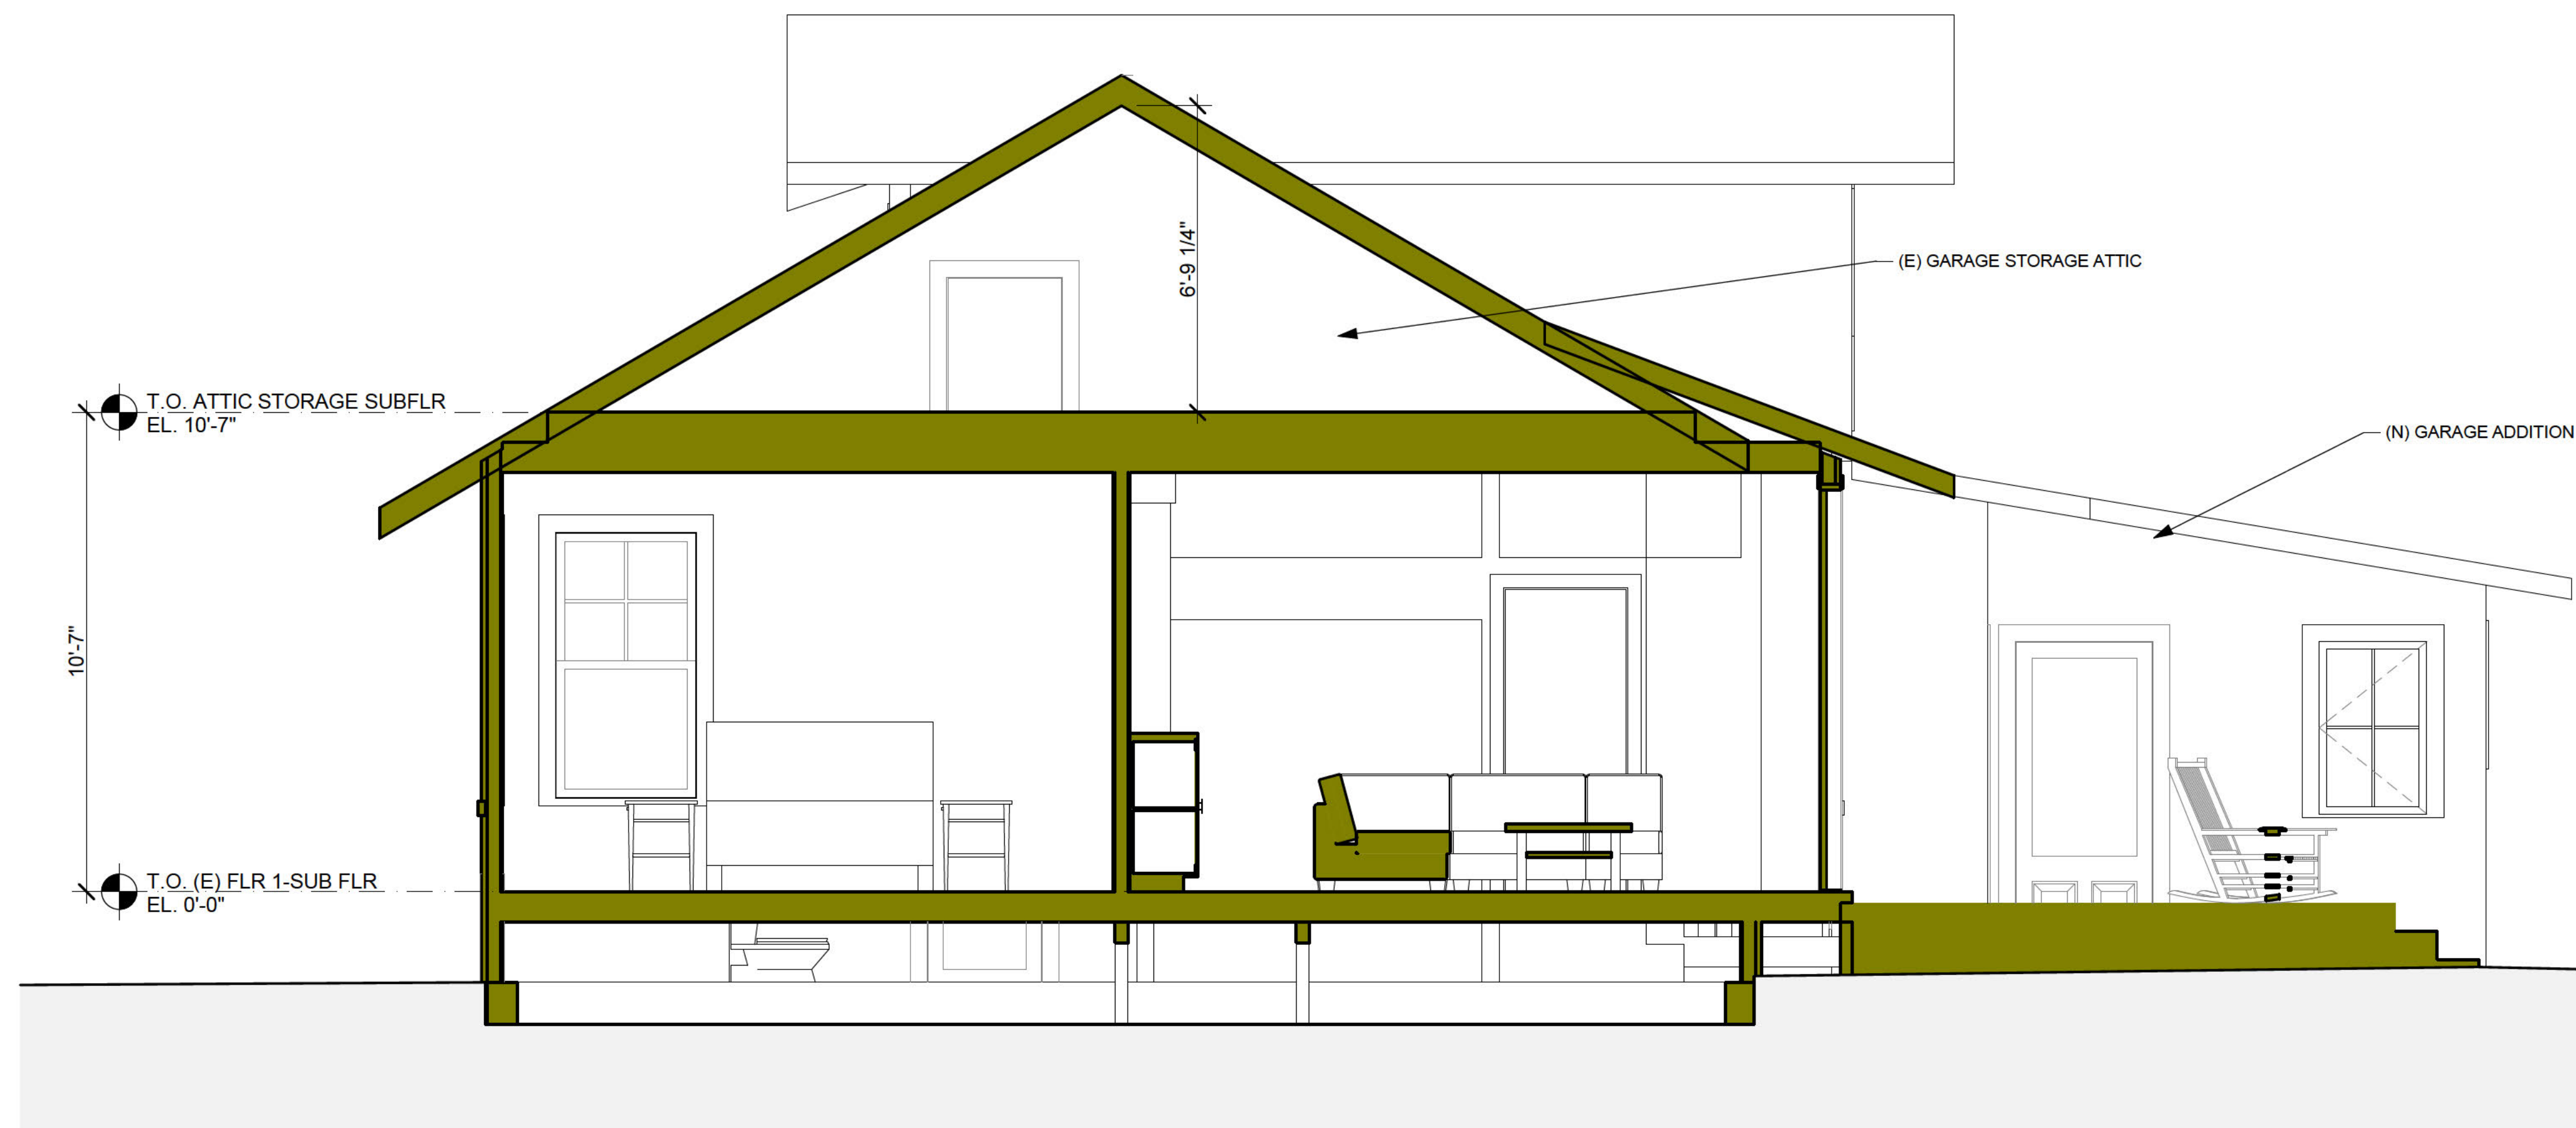 6'-9 1/4"
(E) GARAGE STORAGE ATTIC
T.O. ATTIC STORAGE SUBFLR
EL. 10'-7"
(N) GARAGE ADDITION
10'-7"
T.O. (E) FLR 1-SUB FLR
EL. 0'-0"